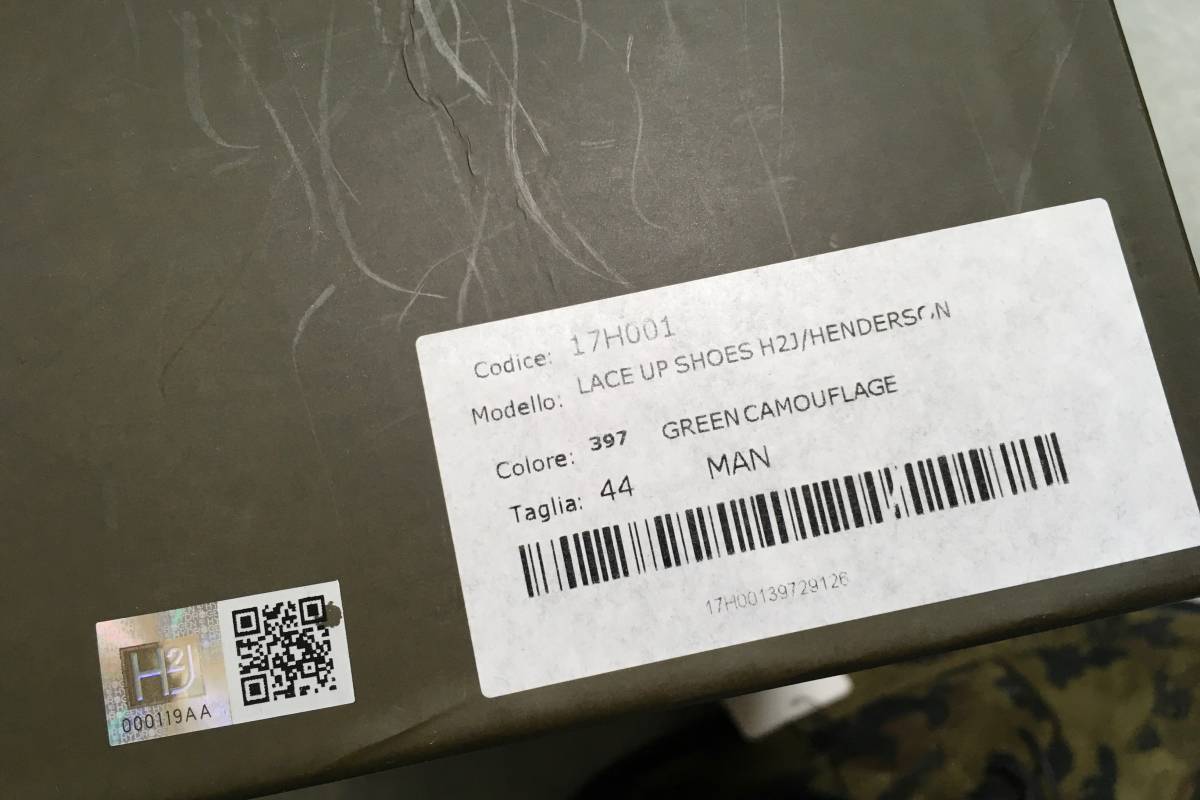 Codice: 17H001
Modello: LACE UP SHOES H2J/HENDERSON
Colore: 397 GREEN CAMOUFLAGE
Taglia: 44 MAN
17H00139729126
H2J
000119AA